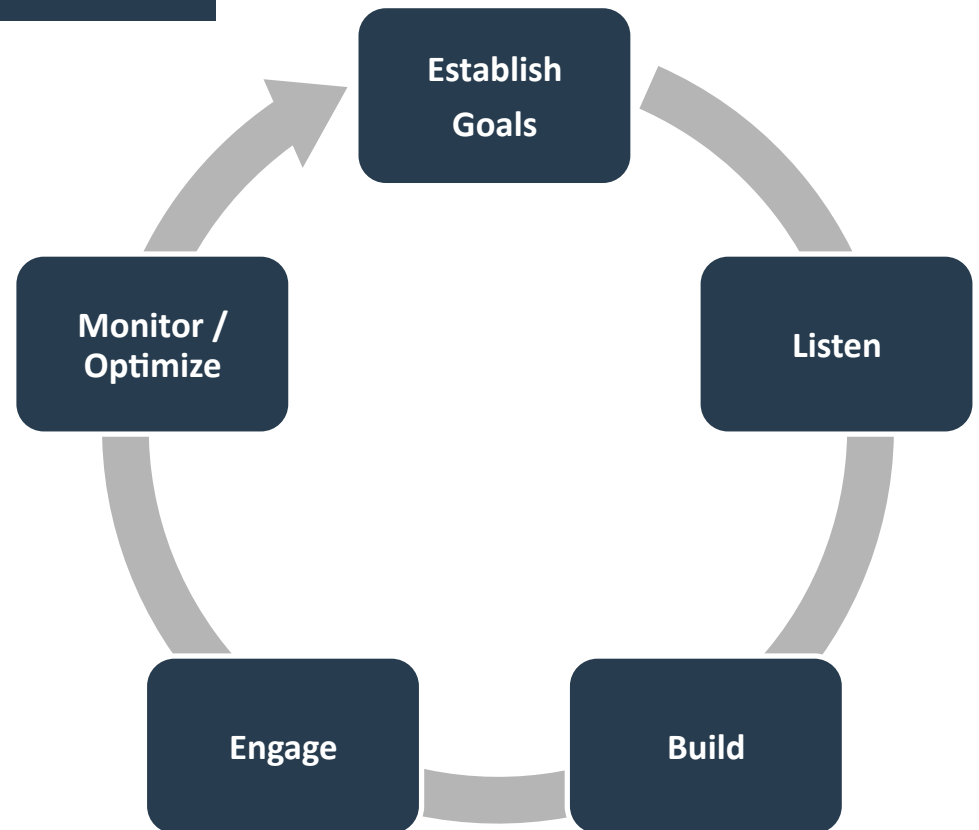 Establish
Goals
Listen
Build
Engage
Monitor /
Optimize